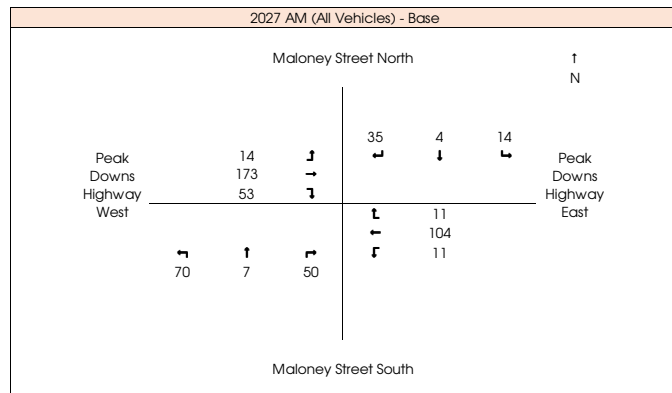 2027 AM (All Vehicles) - Base
Maloney Street North
↑
N
35 4 14
Peak Downs Highway West
14
173 →
53
↓
Peak Downs Highway East
11
← 104
11
↑
70 7 50
Maloney Street South